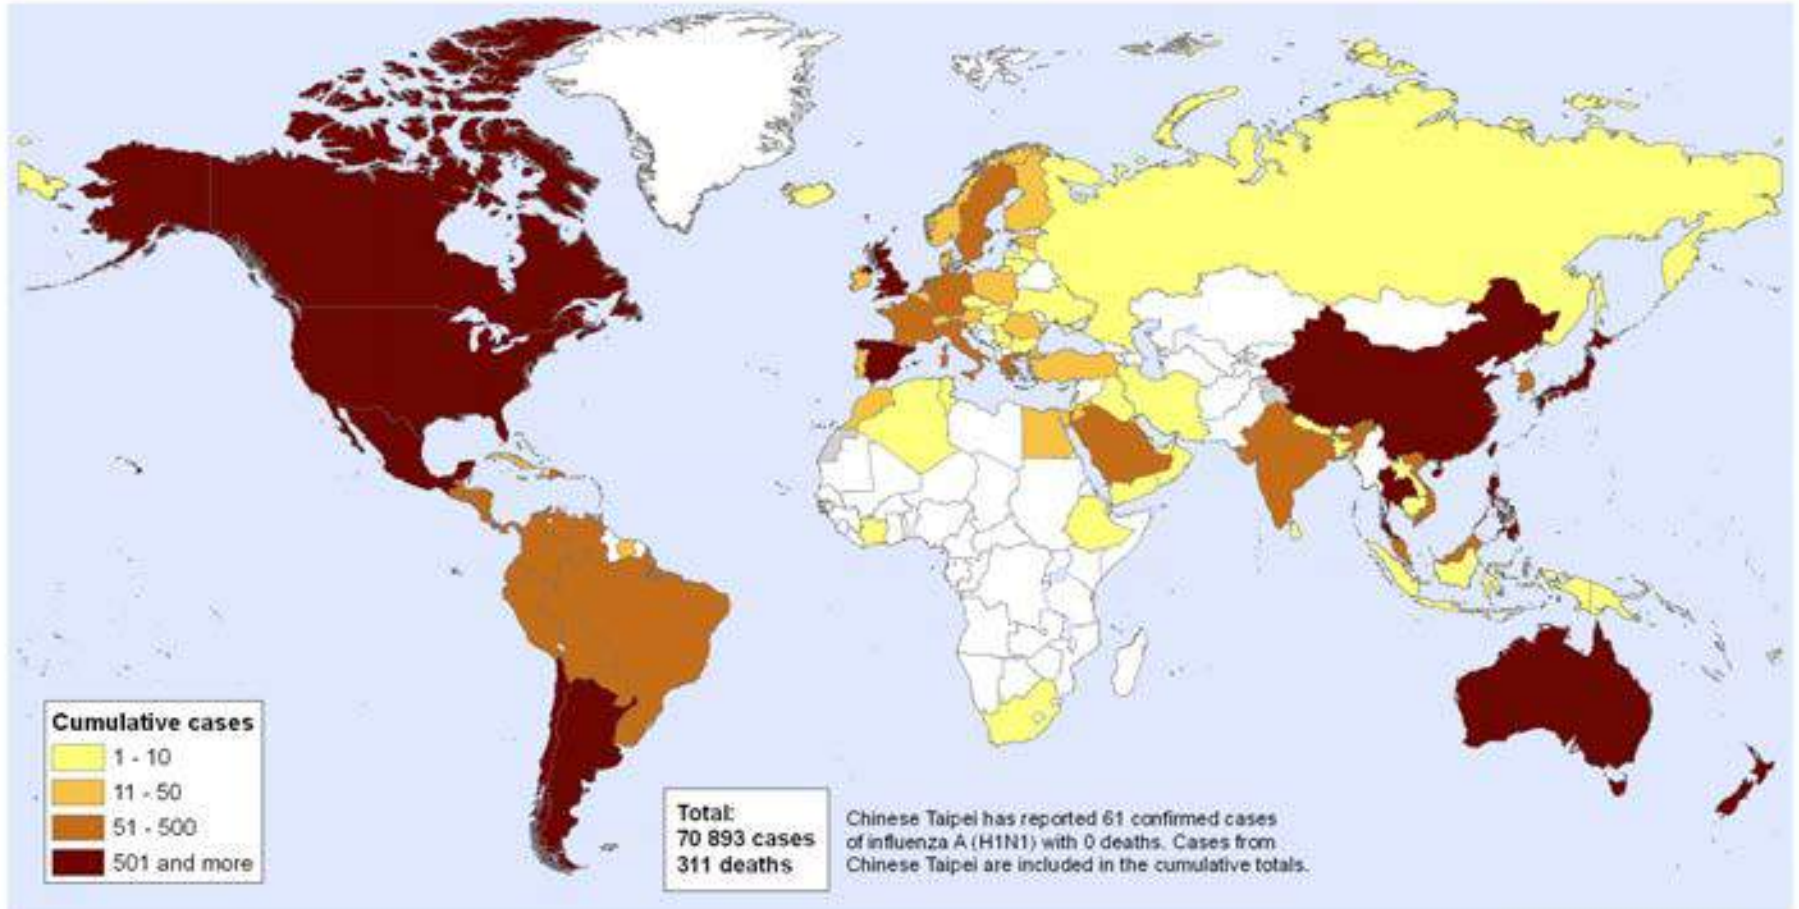 Cumulative cases
1 - 10
11 - 50
51 - 500
501 and more
Total:
70 893 cases
311 deaths
Chinese Taipei has reported 61 confirmed cases
of influenza A (H1N1) with 0 deaths. Cases from
Chinese Taipei are included in the cumulative totals.